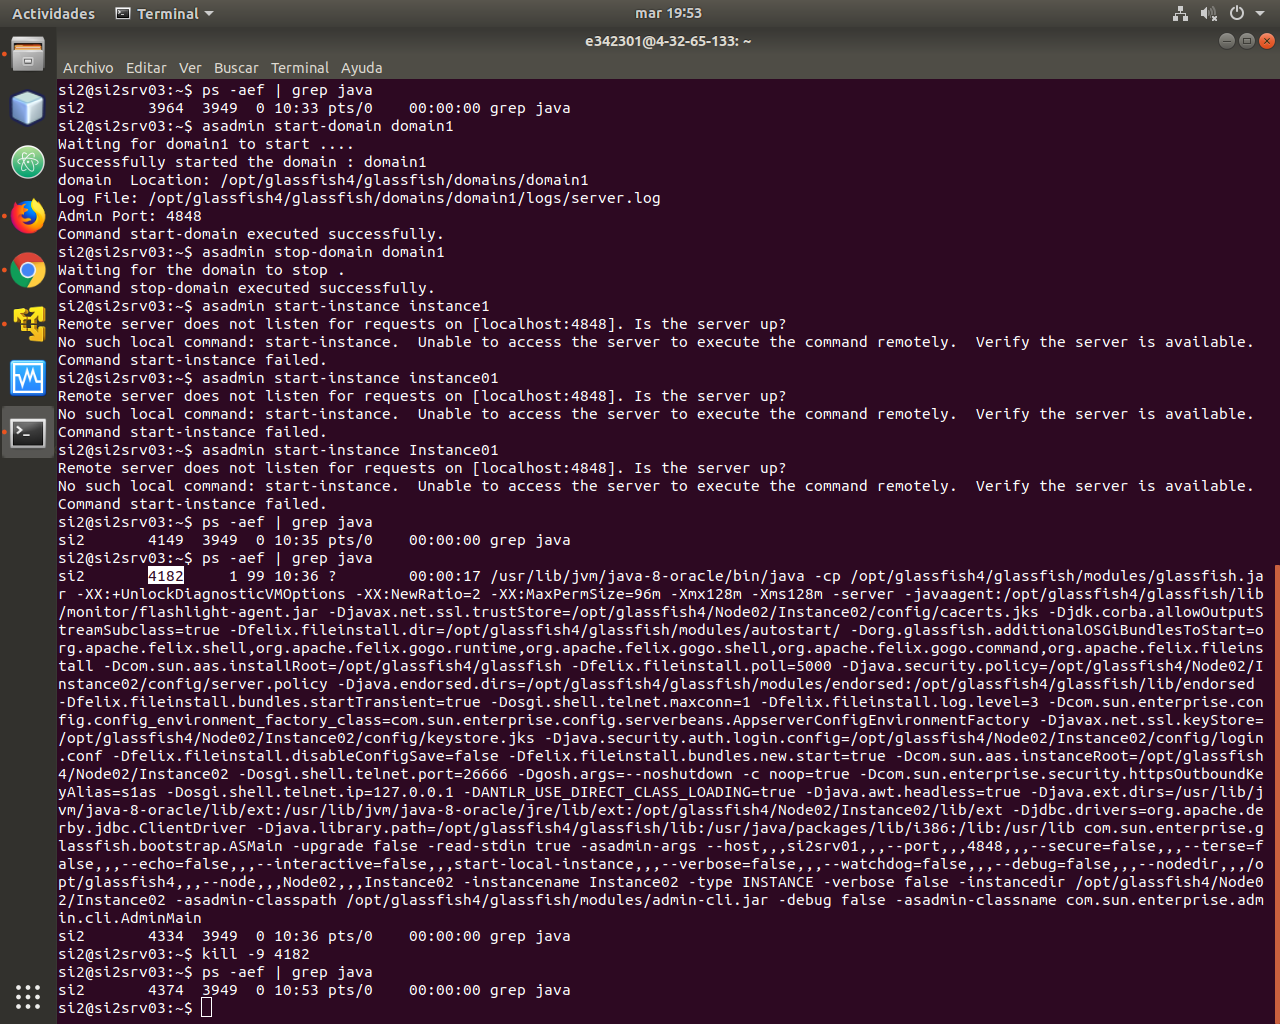 Actividades
Terminal
mar 19:53
e342301@4-32-65-133: ~
Archivo Editar Ver Buscar Terminal Ayuda
si2@si2srv03:~$ ps -aef | grep java
si2       3964  3949  0 10:33 pts/0    00:00:00 grep java
si2@si2srv03:~$ asadmin start-domain domain1
Waiting for domain1 to start ....
Successfully started the domain : domain1
domain  Location: /opt/glassfish4/glassfish/domains/domain1
Log File: /opt/glassfish4/glassfish/domains/domain1/logs/server.log
Admin Port: 4848
Command start-domain executed successfully.
si2@si2srv03:~$ asadmin stop-domain domain1
Waiting for the domain to stop .
Command stop-domain executed successfully.
si2@si2srv03:~$ asadmin start-instance instance1
Remote server does not listen for requests on [localhost:4848]. Is the server up?
No such local command: start-instance.  Unable to access the server to execute the command remotely.  Verify the server is available.
Command start-instance failed.
si2@si2srv03:~$ asadmin start-instance instance01
Remote server does not listen for requests on [localhost:4848]. Is the server up?
No such local command: start-instance.  Unable to access the server to execute the command remotely.  Verify the server is available.
Command start-instance failed.
si2@si2srv03:~$ asadmin start-instance Instance01
Remote server does not listen for requests on [localhost:4848]. Is the server up?
No such local command: start-instance.  Unable to access the server to execute the command remotely.  Verify the server is available.
Command start-instance failed.
si2@si2srv03:~$ ps -aef | grep java
si2       4149  3949  0 10:35 pts/0    00:00:00 grep java
si2@si2srv03:~$ ps -aef | grep java
si2       4182     1 99 10:36 ?        00:00:17 /usr/lib/jvm/java-8-oracle/bin/java -cp /opt/glassfish4/glassfish/modules/glassfish.ja
r -XX:+UnlockDiagnosticVMOptions -XX:NewRatio=2 -XX:MaxPermSize=96m -Xmx128m -Xms128m -server -javaagent:/opt/glassfish4/glassfish/lib
/monitor/flashlight-agent.jar -Djavax.net.ssl.trustStore=/opt/glassfish4/Node02/Instance02/config/cacerts.jks -Djdk.corba.allowOutputS
treamSubclass=true -Dfelix.fileinstall.dir=/opt/glassfish4/glassfish/modules/autostart/ -Dorg.glassfish.additionalOSGiBundlesToStart=o
rg.apache.felix.shell,org.apache.felix.gogo.runtime,org.apache.felix.gogo.shell,org.apache.felix.gogo.command,org.apache.felix.fileins
tall -Dcom.sun.aas.installRoot=/opt/glassfish4/glassfish -Dfelix.fileinstall.poll=5000 -Djava.security.policy=/opt/glassfish4/Node02/I
nstance02/config/server.policy -Djava.endorsed.dirs=/opt/glassfish4/glassfish/modules/endorsed:/opt/glassfish4/glassfish/lib/endorsed
-Dfelix.fileinstall.bundles.startTransient=true -Dosgi.shell.telnet.maxconn=1 -Dfelix.fileinstall.log.level=3 -Dcom.sun.enterprise.con
fig.config_environment_factory_class=com.sun.enterprise.config.serverbeans.AppserverConfigEnvironmentFactory -Djavax.net.ssl.keyStore=
/opt/glassfish4/Node02/Instance02/config/keystore.jks -Djava.security.auth.login.config=/opt/glassfish4/Node02/Instance02/config/login
.conf -Dfelix.fileinstall.disableConfigSave=false -Dfelix.fileinstall.bundles.new.start=true -Dcom.sun.aas.instanceRoot=/opt/glassfish
4/Node02/Instance02 -Dosgi.shell.telnet.port=26666 -Dgosh.args=--noshutdown -c noop=true -Dcom.sun.enterprise.security.httpsOutboundKe
yAlias=s1as -Dosgi.shell.telnet.ip=127.0.0.1 -DANTLR_USE_DIRECT_CLASS_LOADING=true -Djava.awt.headless=true -Djava.ext.dirs=/usr/lib/j
vm/java-8-oracle/lib/ext:/usr/lib/jvm/java-8-oracle/jre/lib/ext:/opt/glassfish4/Node02/Instance02/lib/ext -Djdbc.drivers=org.apache.de
rby.jdbc.ClientDriver -Djava.library.path=/opt/glassfish4/glassfish/lib:/usr/java/packages/lib/i386:/lib:/usr/lib com.sun.enterprise.g
lassfish.bootstrap.ASMain -upgrade false -read-stdin true -asadmin-args --host,,,si2srv01,,,--port,,,4848,,,--secure=false,,,--terse=f
alse,,,--echo=false,,,--interactive=false,,,start-local-instance,,,--verbose=false,,,--watchdog=false,,,--debug=false,,,--nodedir,,,/o
pt/glassfish4,,,--node,,,Node02,,,Instance02 -instancename Instance02 -type INSTANCE -verbose false -instancedir /opt/glassfish4/Node0
2/Instance02 -asadmin-classpath /opt/glassfish4/glassfish/modules/admin-cli.jar -debug false -asadmin-classname com.sun.enterprise.adm
in.cli.AdminMain
si2       4334  3949  0 10:36 pts/0    00:00:00 grep java
si2@si2srv03:~$ kill -9 4182
si2@si2srv03:~$ ps -aef | grep java
si2       4374  3949  0 10:53 pts/0    00:00:00 grep java
si2@si2srv03:~$